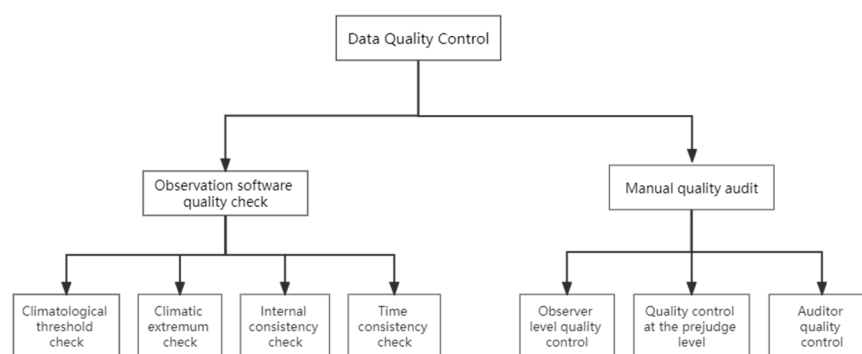 Data Quality Control
Observation software
quality check
Manual quality audit
Climatological
threshold
check
Climatic
extremum
check
Internal
consistency
check
Time
consistency
check
Observer
level quality
control
Quality control
at the prejudge
level
Auditor
quality
control